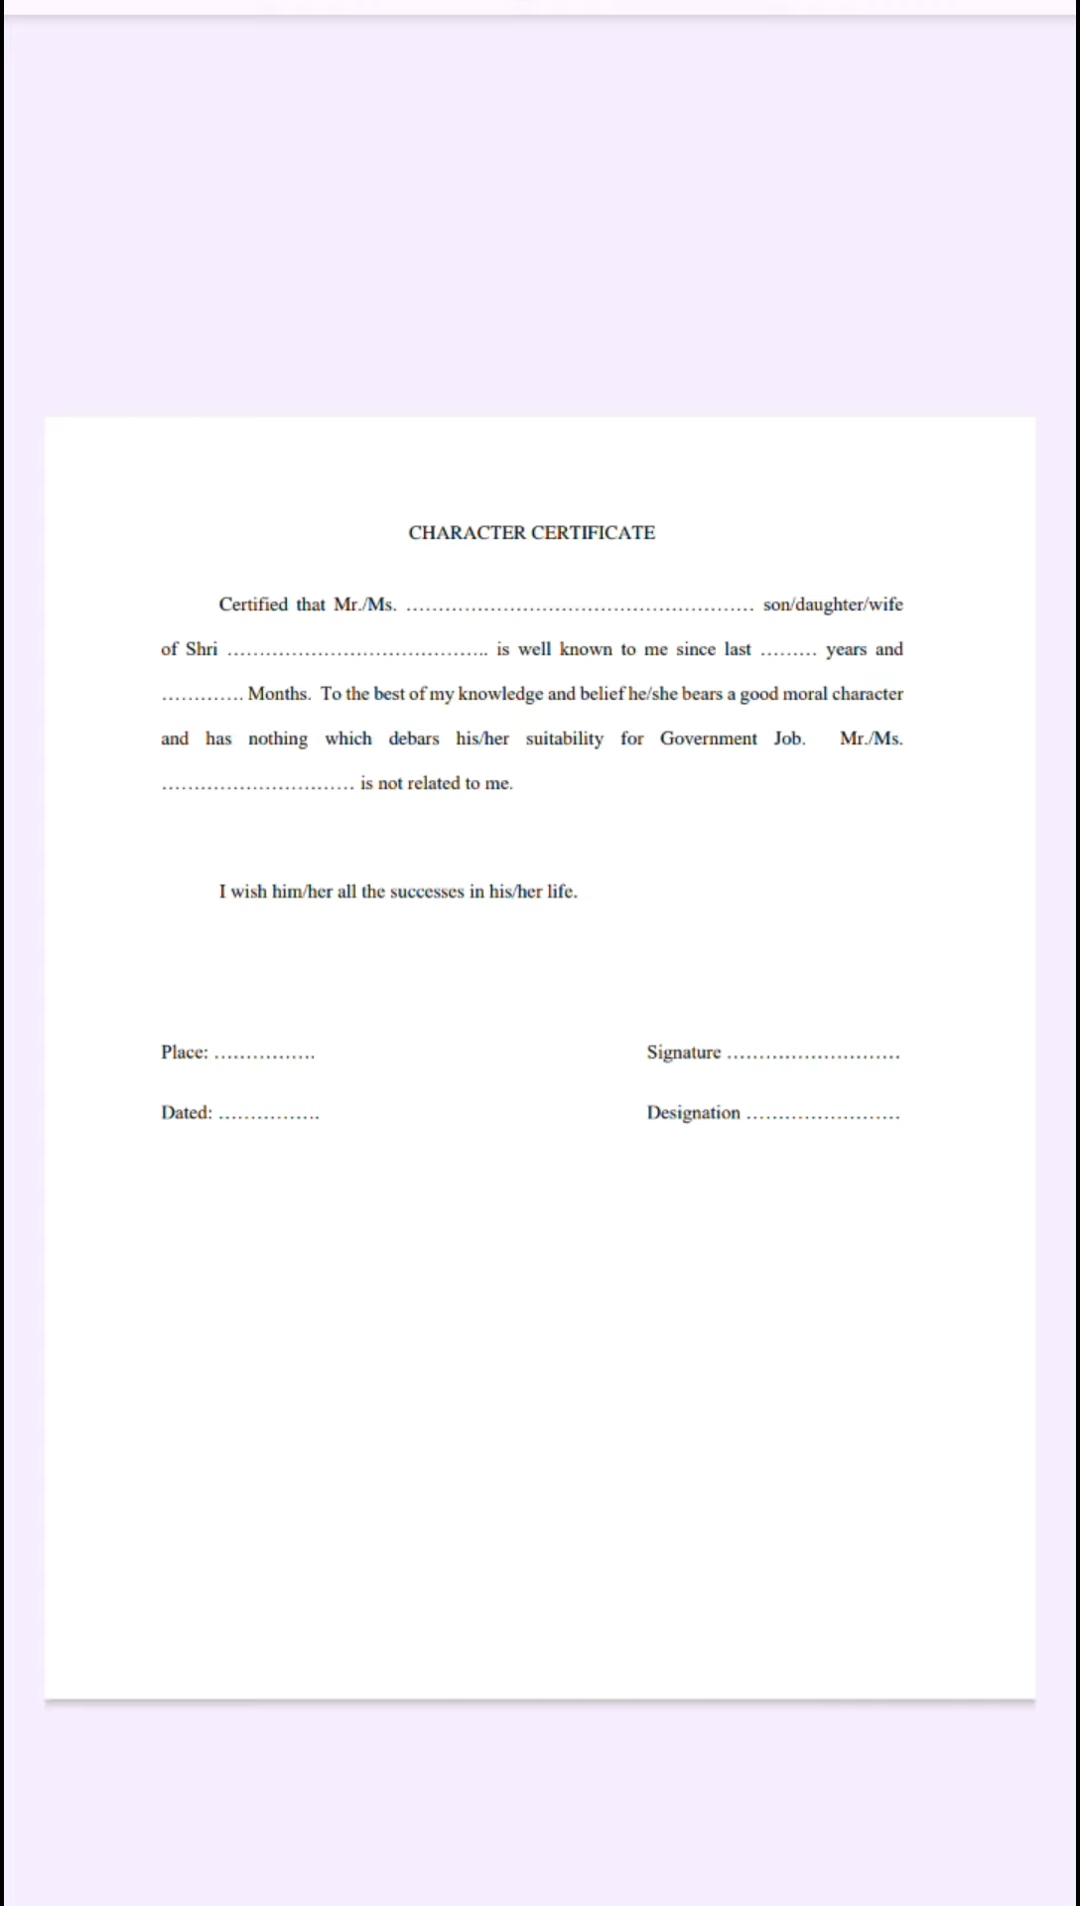 CHARACTER CERTIFICATE
Certified that Mr./Ms. ...................................................... son/daughter/wife
of Shri ........................................ is well known to me since last ......... years and
............. Months. To the best of my knowledge and belief he/she bears a good moral character
and has nothing which debars his/her suitability for Government Job. Mr./Ms.
.............................. is not related to me.
I wish him/her all the successes in his/her life.
Place: ................ Signature ...........................
Dated: ................ Designation ........................